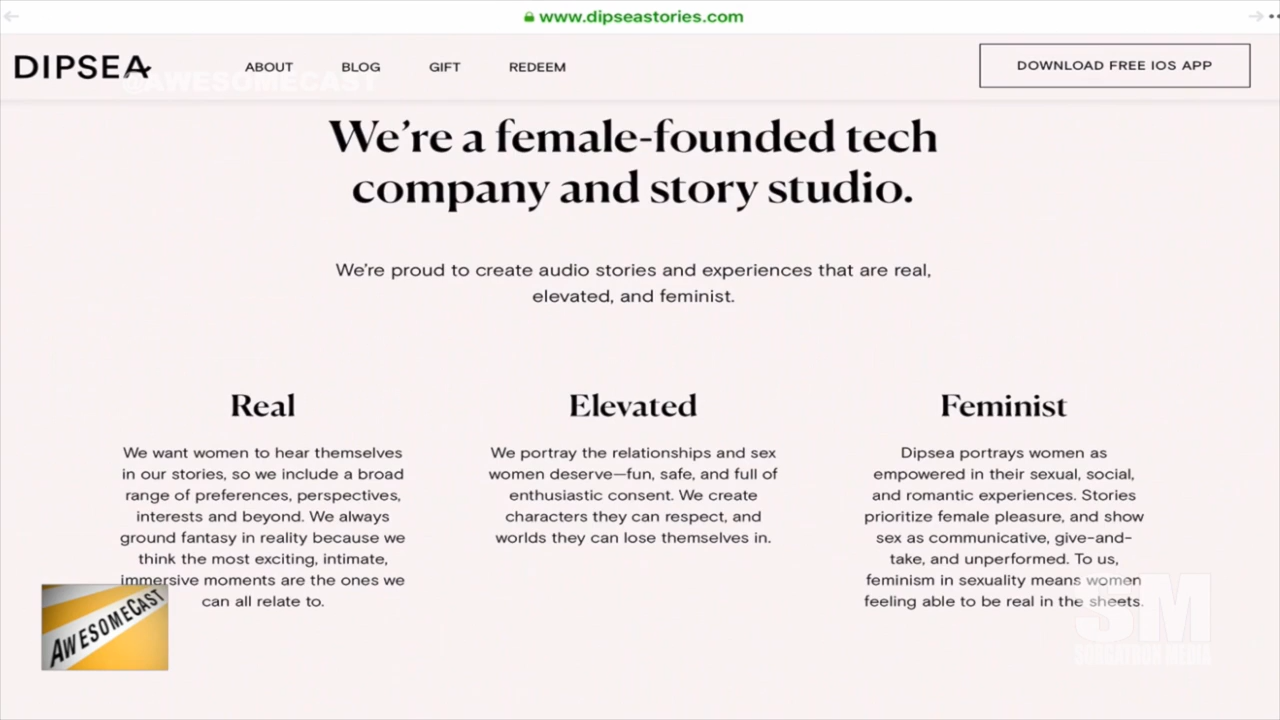 www.dipseastories.com
DIPSEA
ABOUT
BLOG
GIFT
REDEEM
DOWNLOAD FREE IOS APP
@AWESOMECAST
We're a female-founded tech
company and story studio.
We're proud to create audio stories and experiences that are real,
elevated, and feminist.
Real
We want women to hear themselves
in our stories, so we include a broad
range of preferences, perspectives,
interests and beyond. We always
ground fantasy in reality because we
think the most exciting, intimate,
immersive moments are the ones we
can all relate to.
Elevated
We portray the relationships and sex
women deserve—fun, safe, and full of
enthusiastic consent. We create
characters they can respect, and
worlds they can lose themselves in.
Feminist
Dipsea portrays women as
empowered in their sexual, social,
and romantic experiences. Stories
prioritize female pleasure, and show
sex as communicative, give-and-
take, and unperformed. To us,
feminism in sexuality means women
feeling able to be real in the sheets.
AWESOMECAST
SM
SORGATRON MEDIA